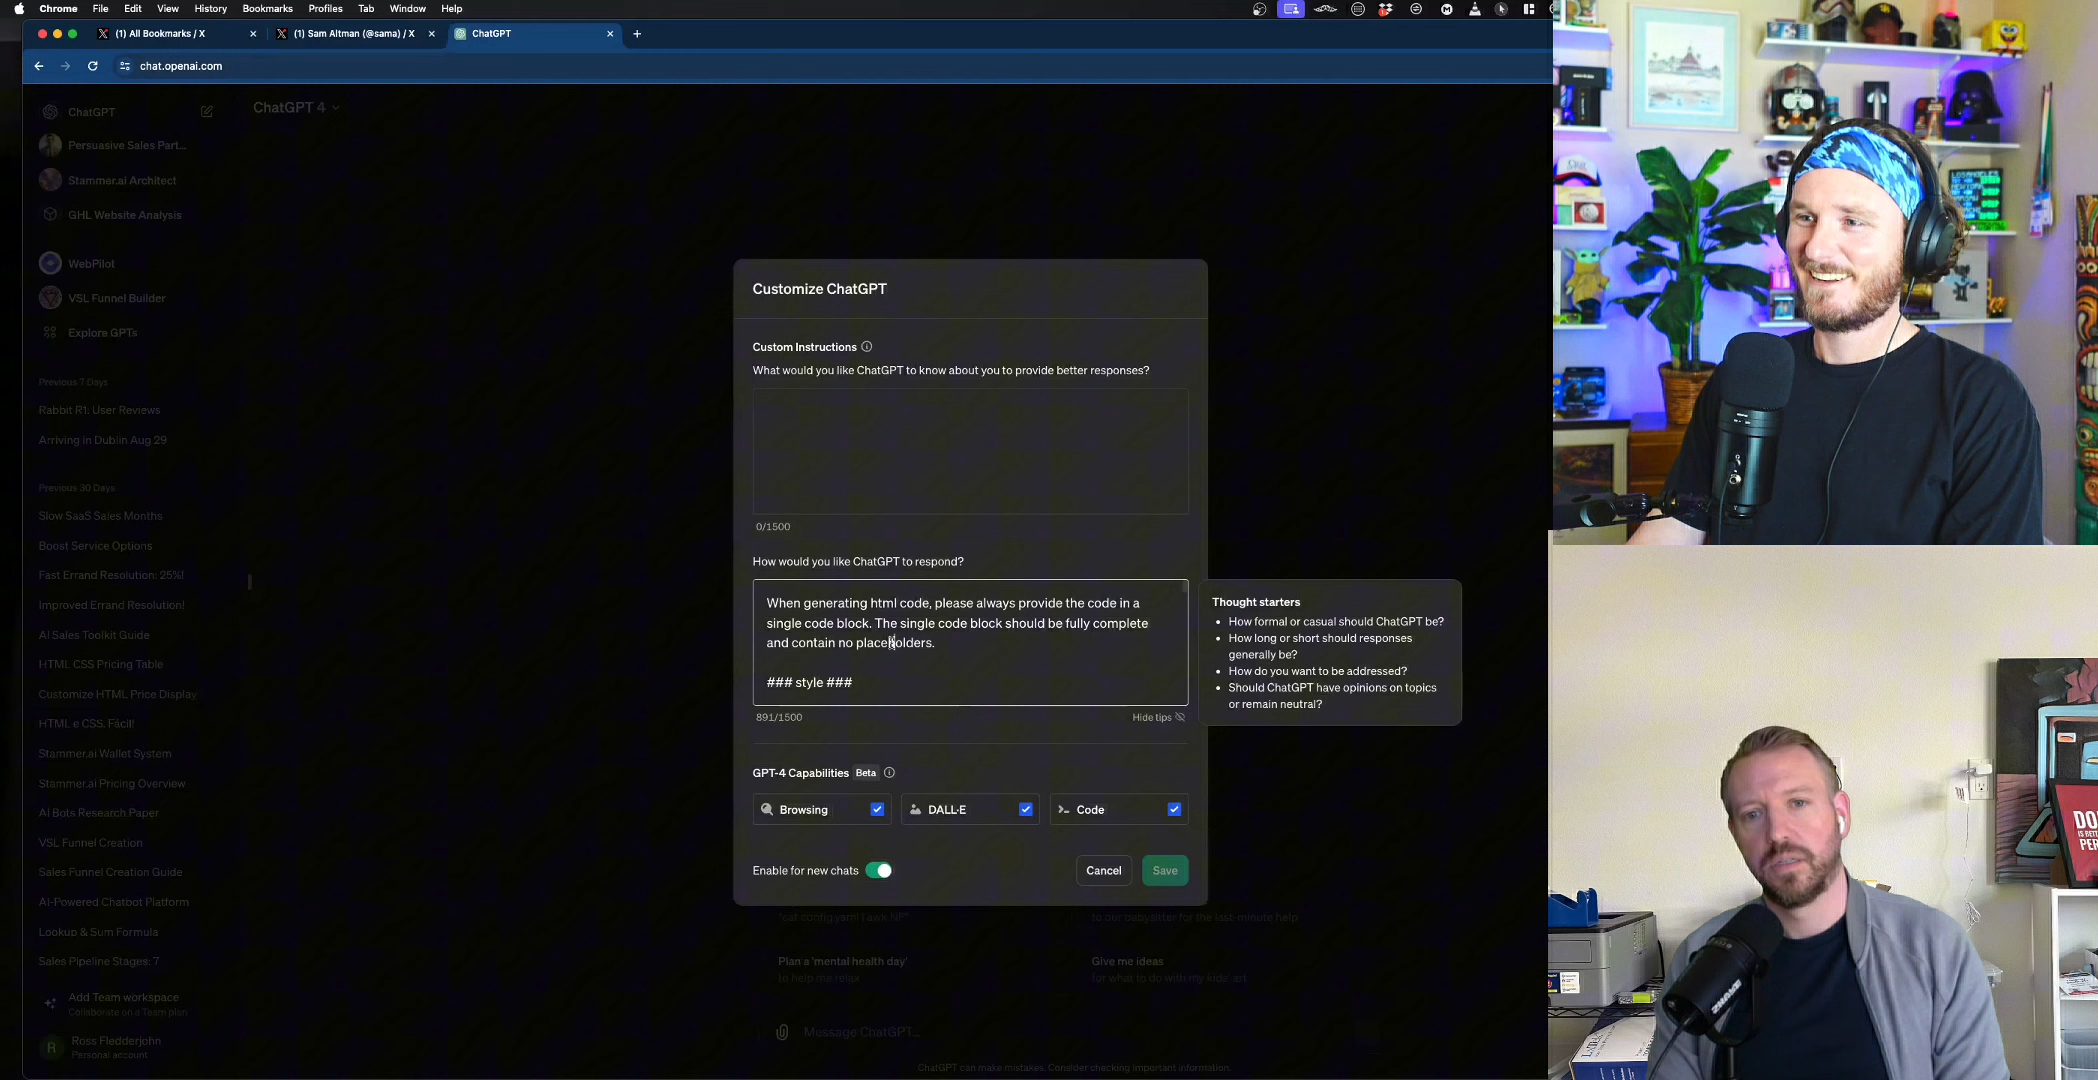 Chrome File Edit View History Bookmarks Profiles Tab Window Help
(1) All Bookmarks / X
(1) Sam Altman (@sama) / X
ChatGPT
chat.openai.com
ChatGPT
ChatGPT 4
Persuasive Sales Part...
Stammer.ai Architect
GHL Website Analysis
WebPilot
VSL Funnel Builder
Explore GPTs
Previous 7 Days
Rabbit R1: User Reviews
Arriving in Dublin Aug 29
Previous 30 Days
Slow SaaS Sales Months
Boost Service Options
Fast Errand Resolution: 25%!
Improved Errand Resolution!
AI Sales Toolkit Guide
HTML CSS Pricing Table
Customize HTML Price Display
HTML e CSS. Fácil!
Stammer.ai Wallet System
Stammer.ai Pricing Overview
AI Bots Research Paper
VSL Funnel Creation
Sales Funnel Creation Guide
AI-Powered Chatbot Platform
Lookup & Sum Formula
Sales Pipeline Stages: 7
Add Team workspace
Collaborate on a Team plan
R
Ross Fledderjohn
Personal account
Customize ChatGPT
Custom Instructions
What would you like ChatGPT to know about you to provide better responses?
0/1500
How would you like ChatGPT to respond?
When generating html code, please always provide the code in a
single code block. The single code block should be fully complete
and contain no placeholders.
### style ###
891/1500
Hide tips
Thought starters
How formal or casual should ChatGPT be?
How long or short should responses
generally be?
How do you want to be addressed?
Should ChatGPT have opinions on topics
or remain neutral?
GPT-4 Capabilities Beta
Browsing
DALL·E
Code
Enable for new chats
Cancel
Save
to our babysitter for the last-minute help
Plan a 'mental health day'
to help me relax
Give me ideas
for what to do with my kids' art
Message ChatGPT...
ChatGPT can make mistakes. Consider checking important information.
LOS ANGELES